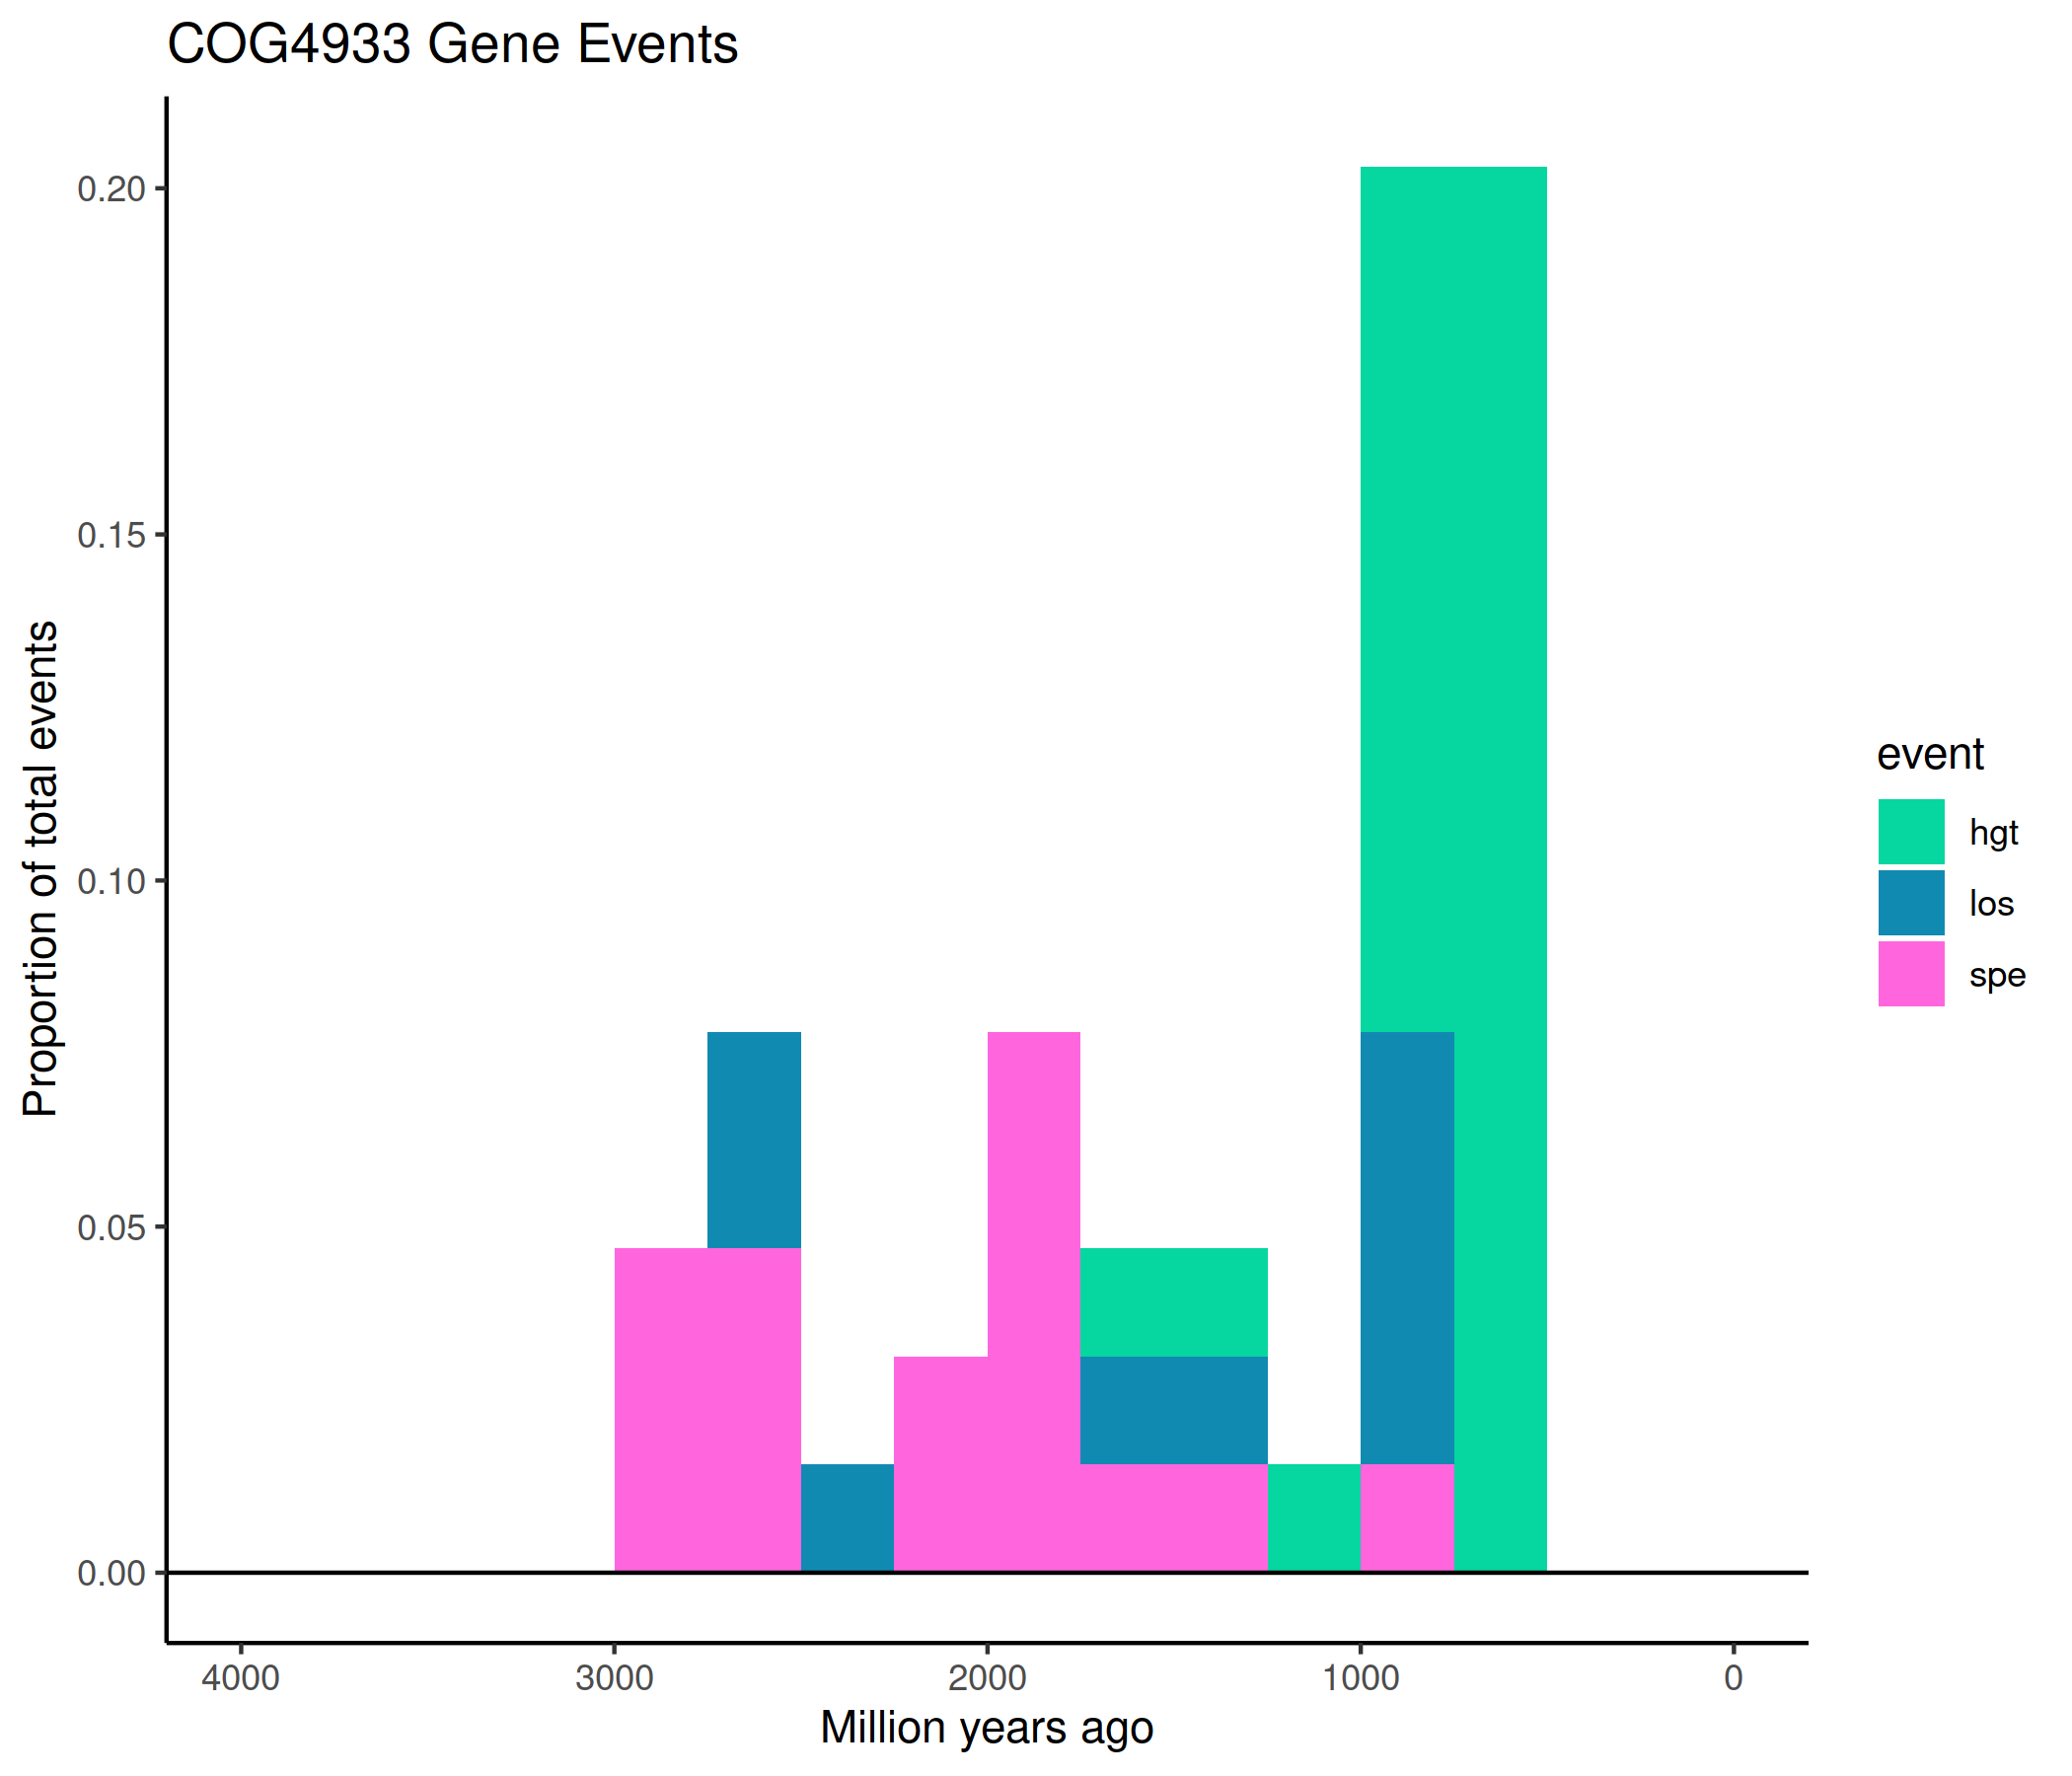 COG4933 Gene Events
Proportion of total events
0.20
0.15
0.10
0.05
0.00
4000 3000 2000 1000 0
Million years ago
event
hgt
los
spe